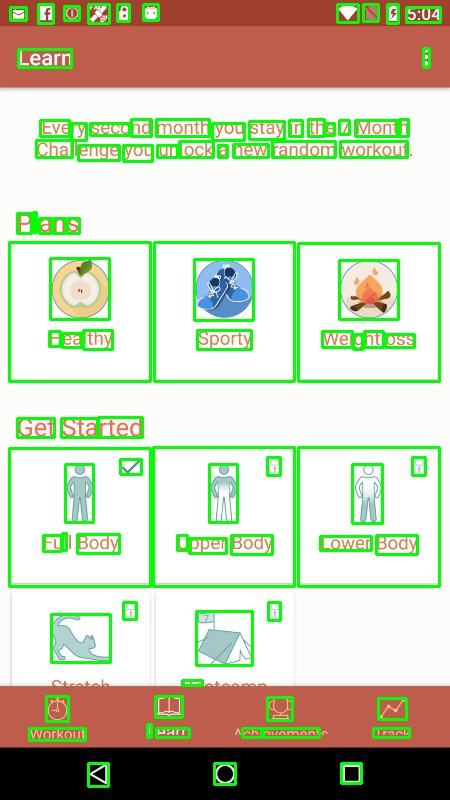 5:04
Learn
Every second month you stay in the 7 Month
Challenge you unlock a new random workout.
Plans
Healthy
Sporty
Weight loss
Get Started
Full Body
Upper Body
Lower Body
Stretch
Bootcamp
Workout
Learn
Achievements
Track